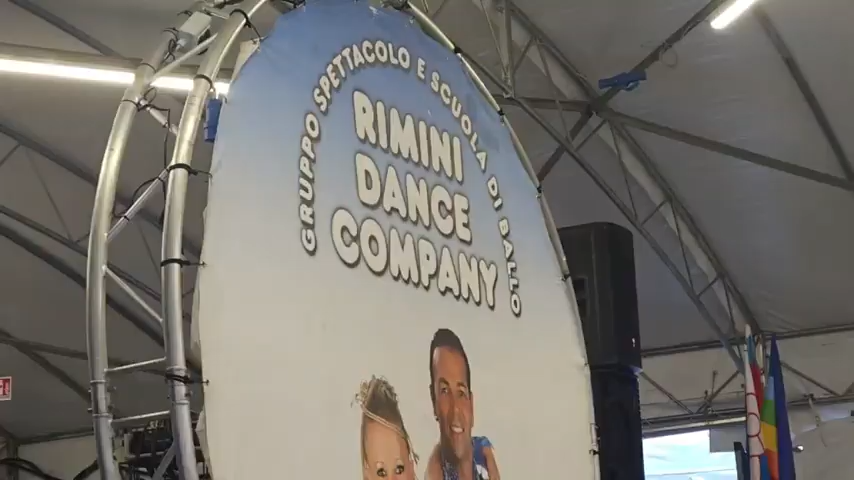 GRUPPO SPETTACOLO E SCUOLA DI BALLO
RIMINI
DANCE
COMPANY